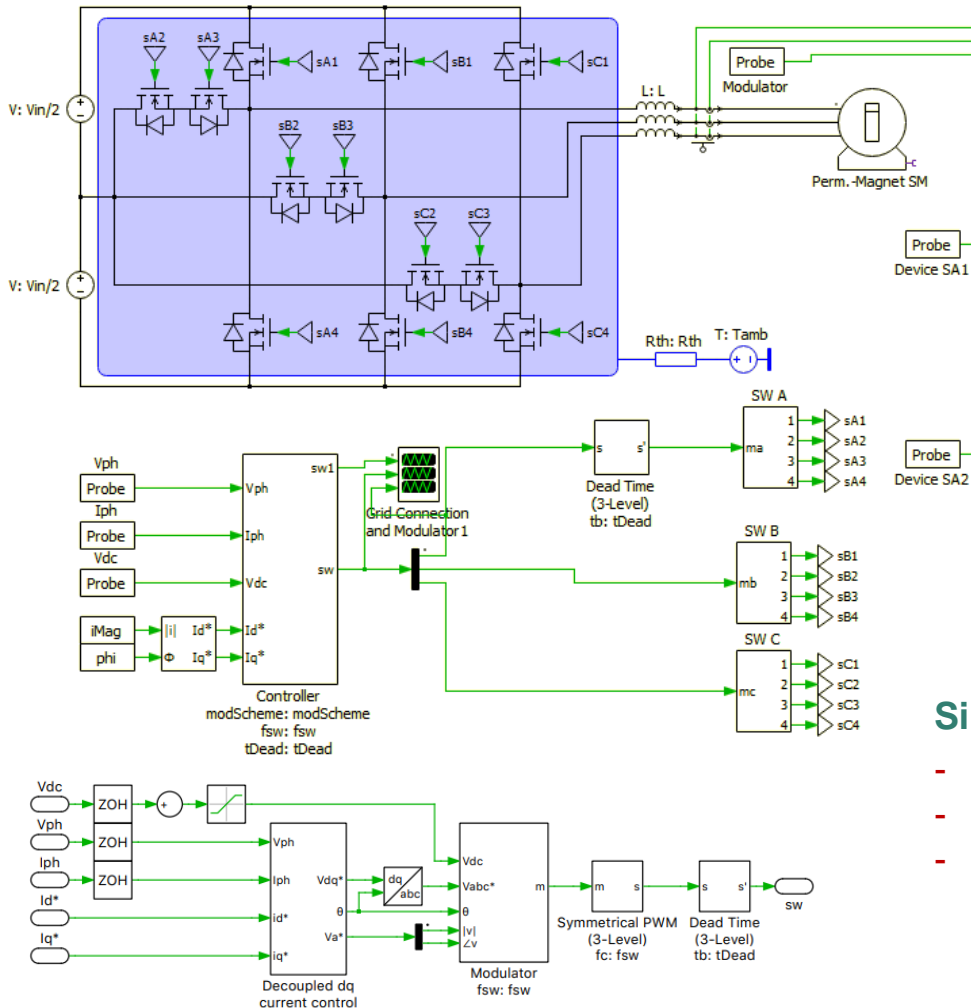 sA2
sA3
sA1
sB1
sC1
Probe
Modulator
V: Vin/2
L: L
sB2
sB3
Perm.-Magnet SM
sC2
sC3
Probe
Device SA1
V: Vin/2
sA4
sB4
sC4
Rth: Rth
T: Tamb
SW A
ma
1
2
3
4
sA1
sA2
sA3
sA4
s
s'
Dead Time
(3-Level)
tb: tDead
Probe
Device SA2
Vph
Probe
Iph
Probe
Vdc
Probe
iMag
phi
|i|
Φ
Id*
Iq*
Vph
Iph
Vdc
Id*
Iq*
sw1
sw
Controller
modScheme: modScheme
fsw: fsw
tDead: tDead
Grid Connection
and Modulator1
SW B
mb
1
2
3
4
sB1
sB2
sB3
sB4
SW C
mc
1
2
3
4
sC1
sC2
sC3
sC4
Si
-
-
-
Vdc
ZOH
+
Vph
ZOH
Iph
ZOH
Id*
Iq*
Vph
Iph
id*
iq*
Vdq*
θ
Va*
Decoupled dq
current control
dq
abc
Vdc
Vabc*
θ
|v|
∠v
m
Modulator
fsw: fsw
m
s
Symmetrical PWM
(3-Level)
fc: fsw
s
s'
Dead Time
(3-Level)
tb: tDead
sw